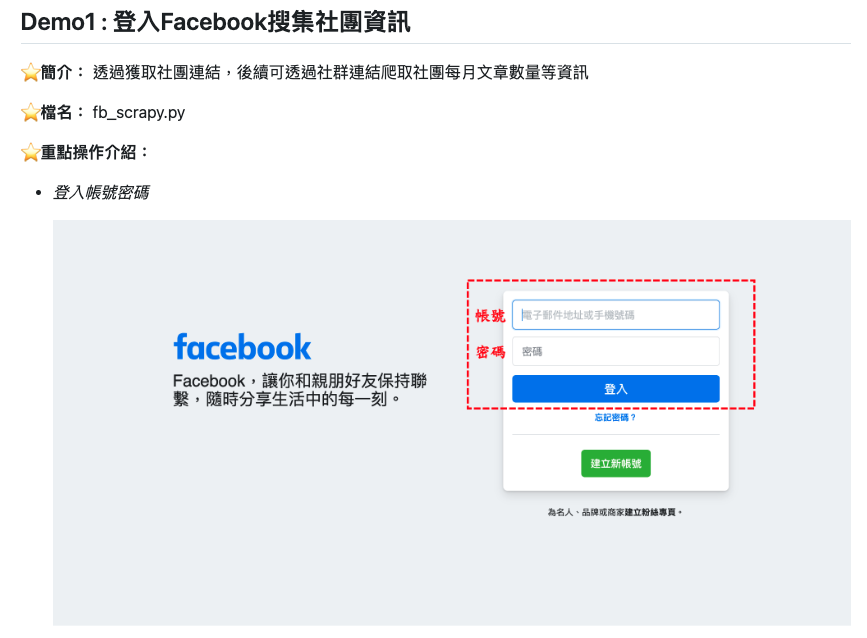 Demo1 : 登入Facebook搜集社團資訊
⭐簡介： 透過獲取社團連結，後續可透過社群連結爬取社團每月文章數量等資訊
⭐檔名： fb_scrapy.py
⭐重點操作介紹：
• 登入帳號密碼
facebook
Facebook，讓你和親朋好友保持聯
繫，隨時分享生活中的每一刻。
帳號 電子郵件地址或手機號碼
密碼 密碼
登入
忘記密碼？
建立新帳號
為名人、品牌或商家建立粉絲專頁。